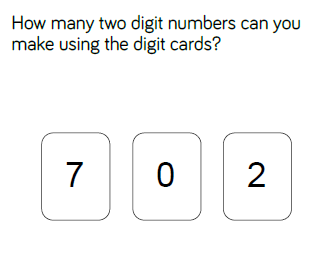 How many two digit numbers can you
make using the digit cards?
7 0 2